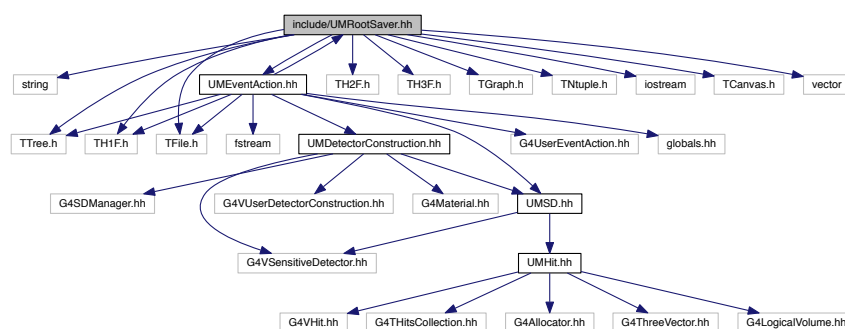 include/UMRootSaver.hh
string
UMEventAction.hh
TH2F.h
TH3F.h
TGraph.h
TNtuple.h
iostream
TCanvas.h
vector
TTree.h
TH1F.h
TFile.h
fstream
UMDetectorConstruction.hh
G4UserEventAction.hh
globals.hh
G4SDManager.hh
G4VUserDetectorConstruction.hh
G4Material.hh
UMSD.hh
G4VSensitiveDetector.hh
UMHit.hh
G4VHit.hh
G4THitsCollection.hh
G4Allocator.hh
G4ThreeVector.hh
G4LogicalVolume.hh